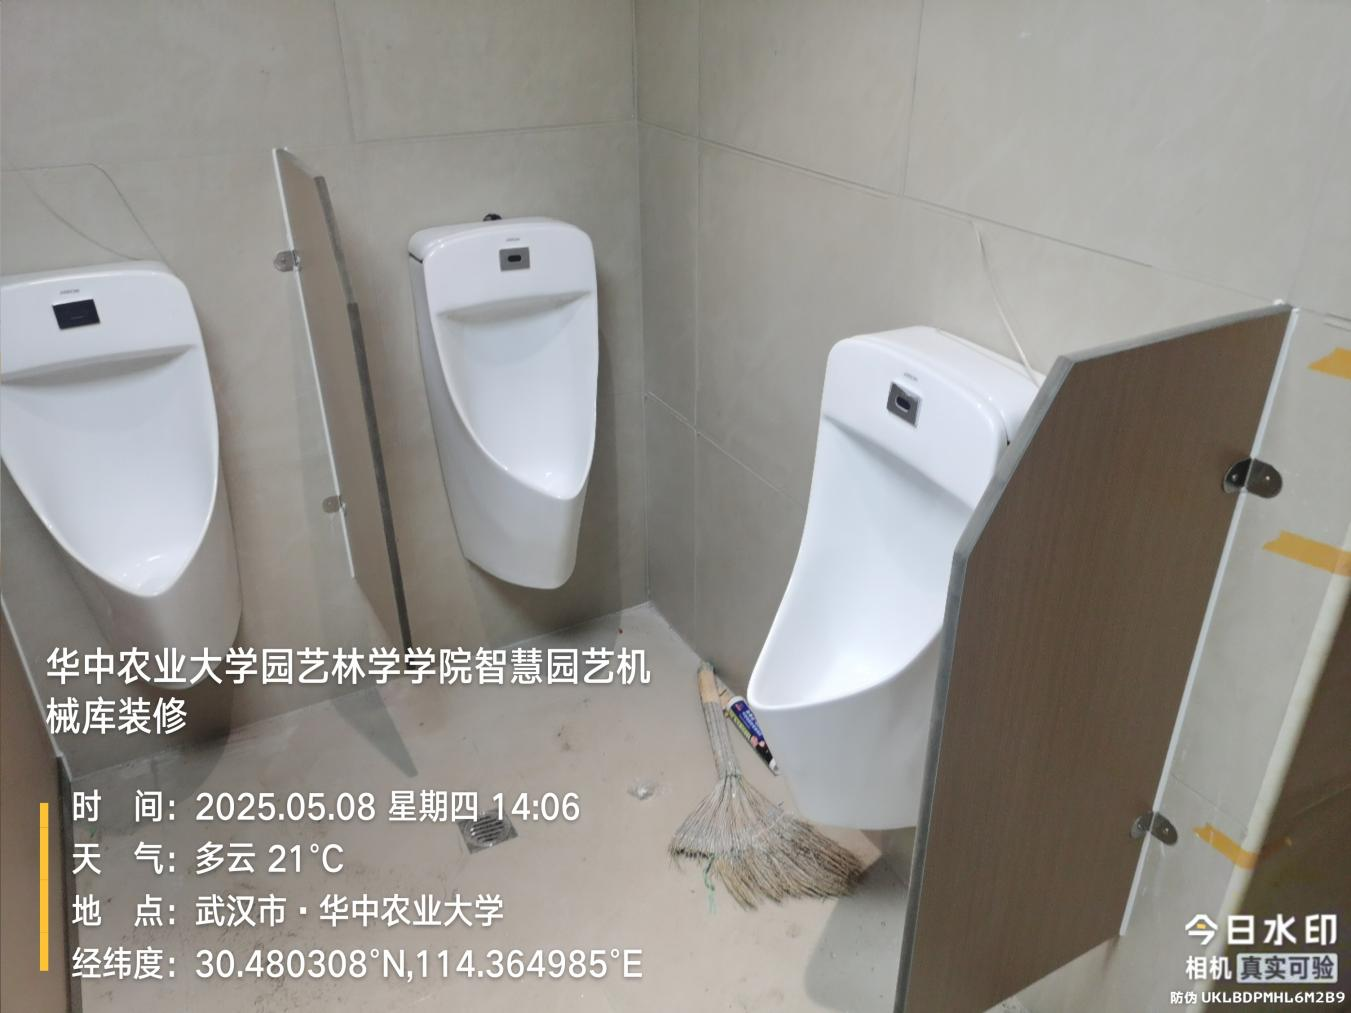 华中农业大学园艺林学学院智慧园艺机
械库装修
时　间：2025.05.08 星期四 14:06
天　气：多云 21°C
地　点：武汉市·华中农业大学
经纬度：30.480308°N,114.364985°E
今日水印
相机 真实可验
防伪 UKLBDPMHL6M2B9